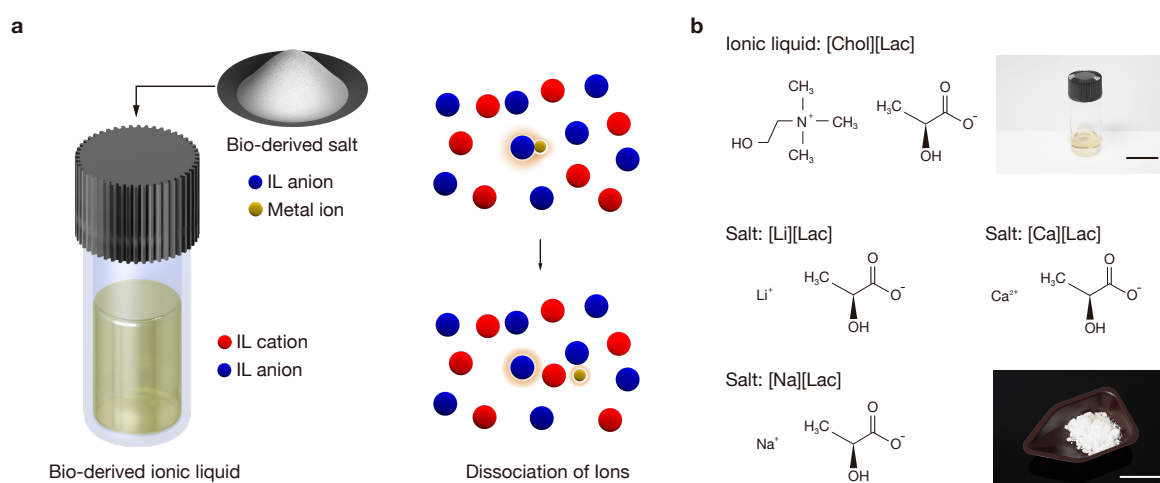 a
Bio-derived salt
IL anion
Metal ion
IL cation
IL anion
Bio-derived ionic liquid
Dissociation of Ions
b
Ionic liquid: [Chol][Lac]
CH₃
N⁺
CH₃
CH₃
HO
H₃C
O
O⁻
OH
Salt: [Li][Lac]
Li⁺
H₃C
O
O⁻
OH
Salt: [Ca][Lac]
Ca²⁺
H₃C
O
O⁻
OH
Salt: [Na][Lac]
Na⁺
H₃C
O
O⁻
OH